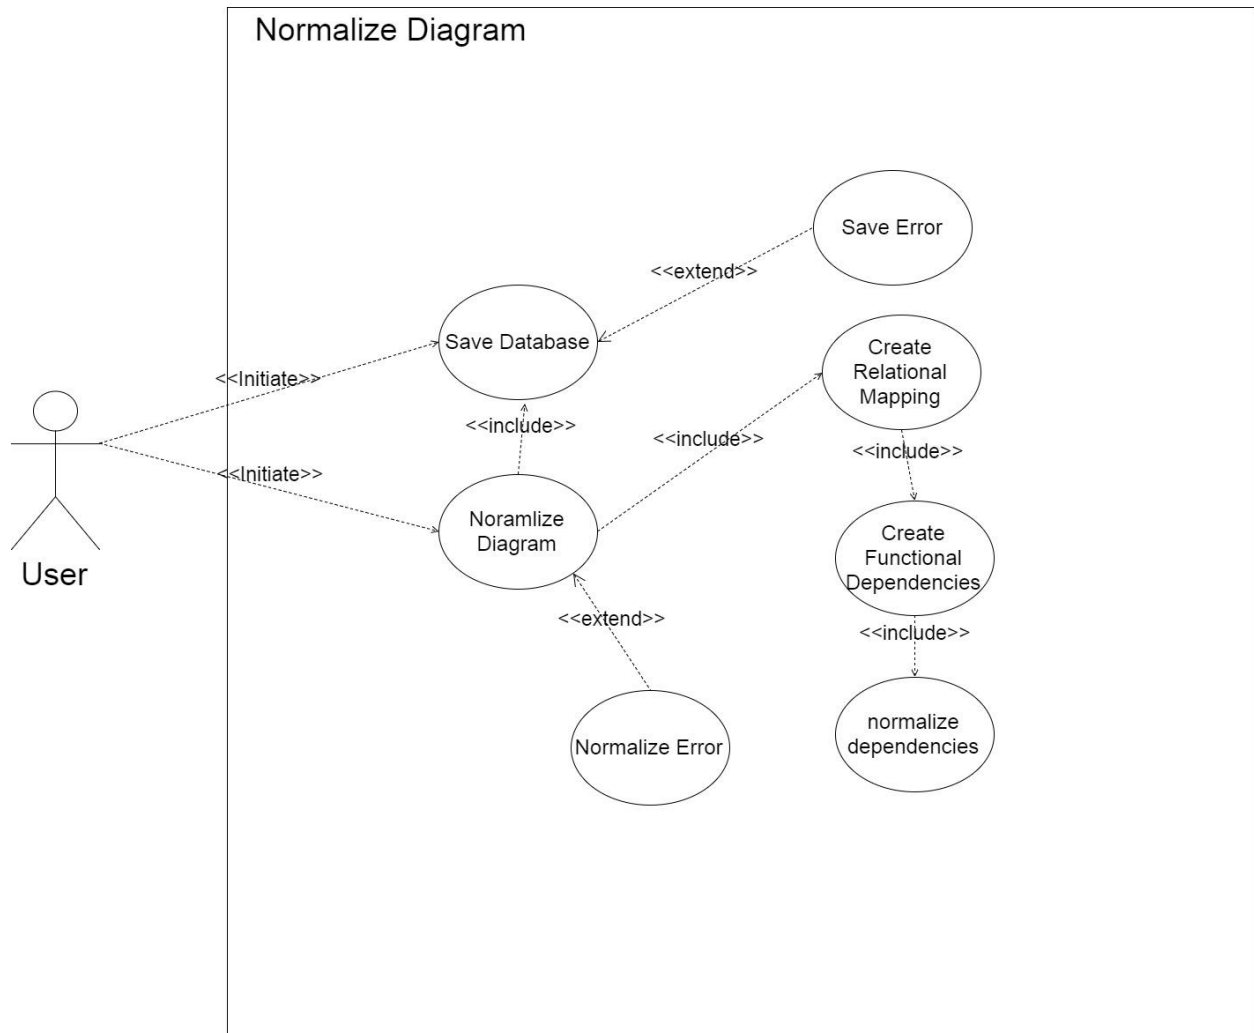 Normalize Diagram
Save Error
<<extend>>
Save Database
Create
Relational
Mapping
<<Initiate>>
<<include>>
<<include>>
<<include>>
<<Initiate>>
Noramlize
Diagram
Create
Functional
Dependencies
User
<<extend>>
<<include>>
Normalize Error
normalize
dependencies